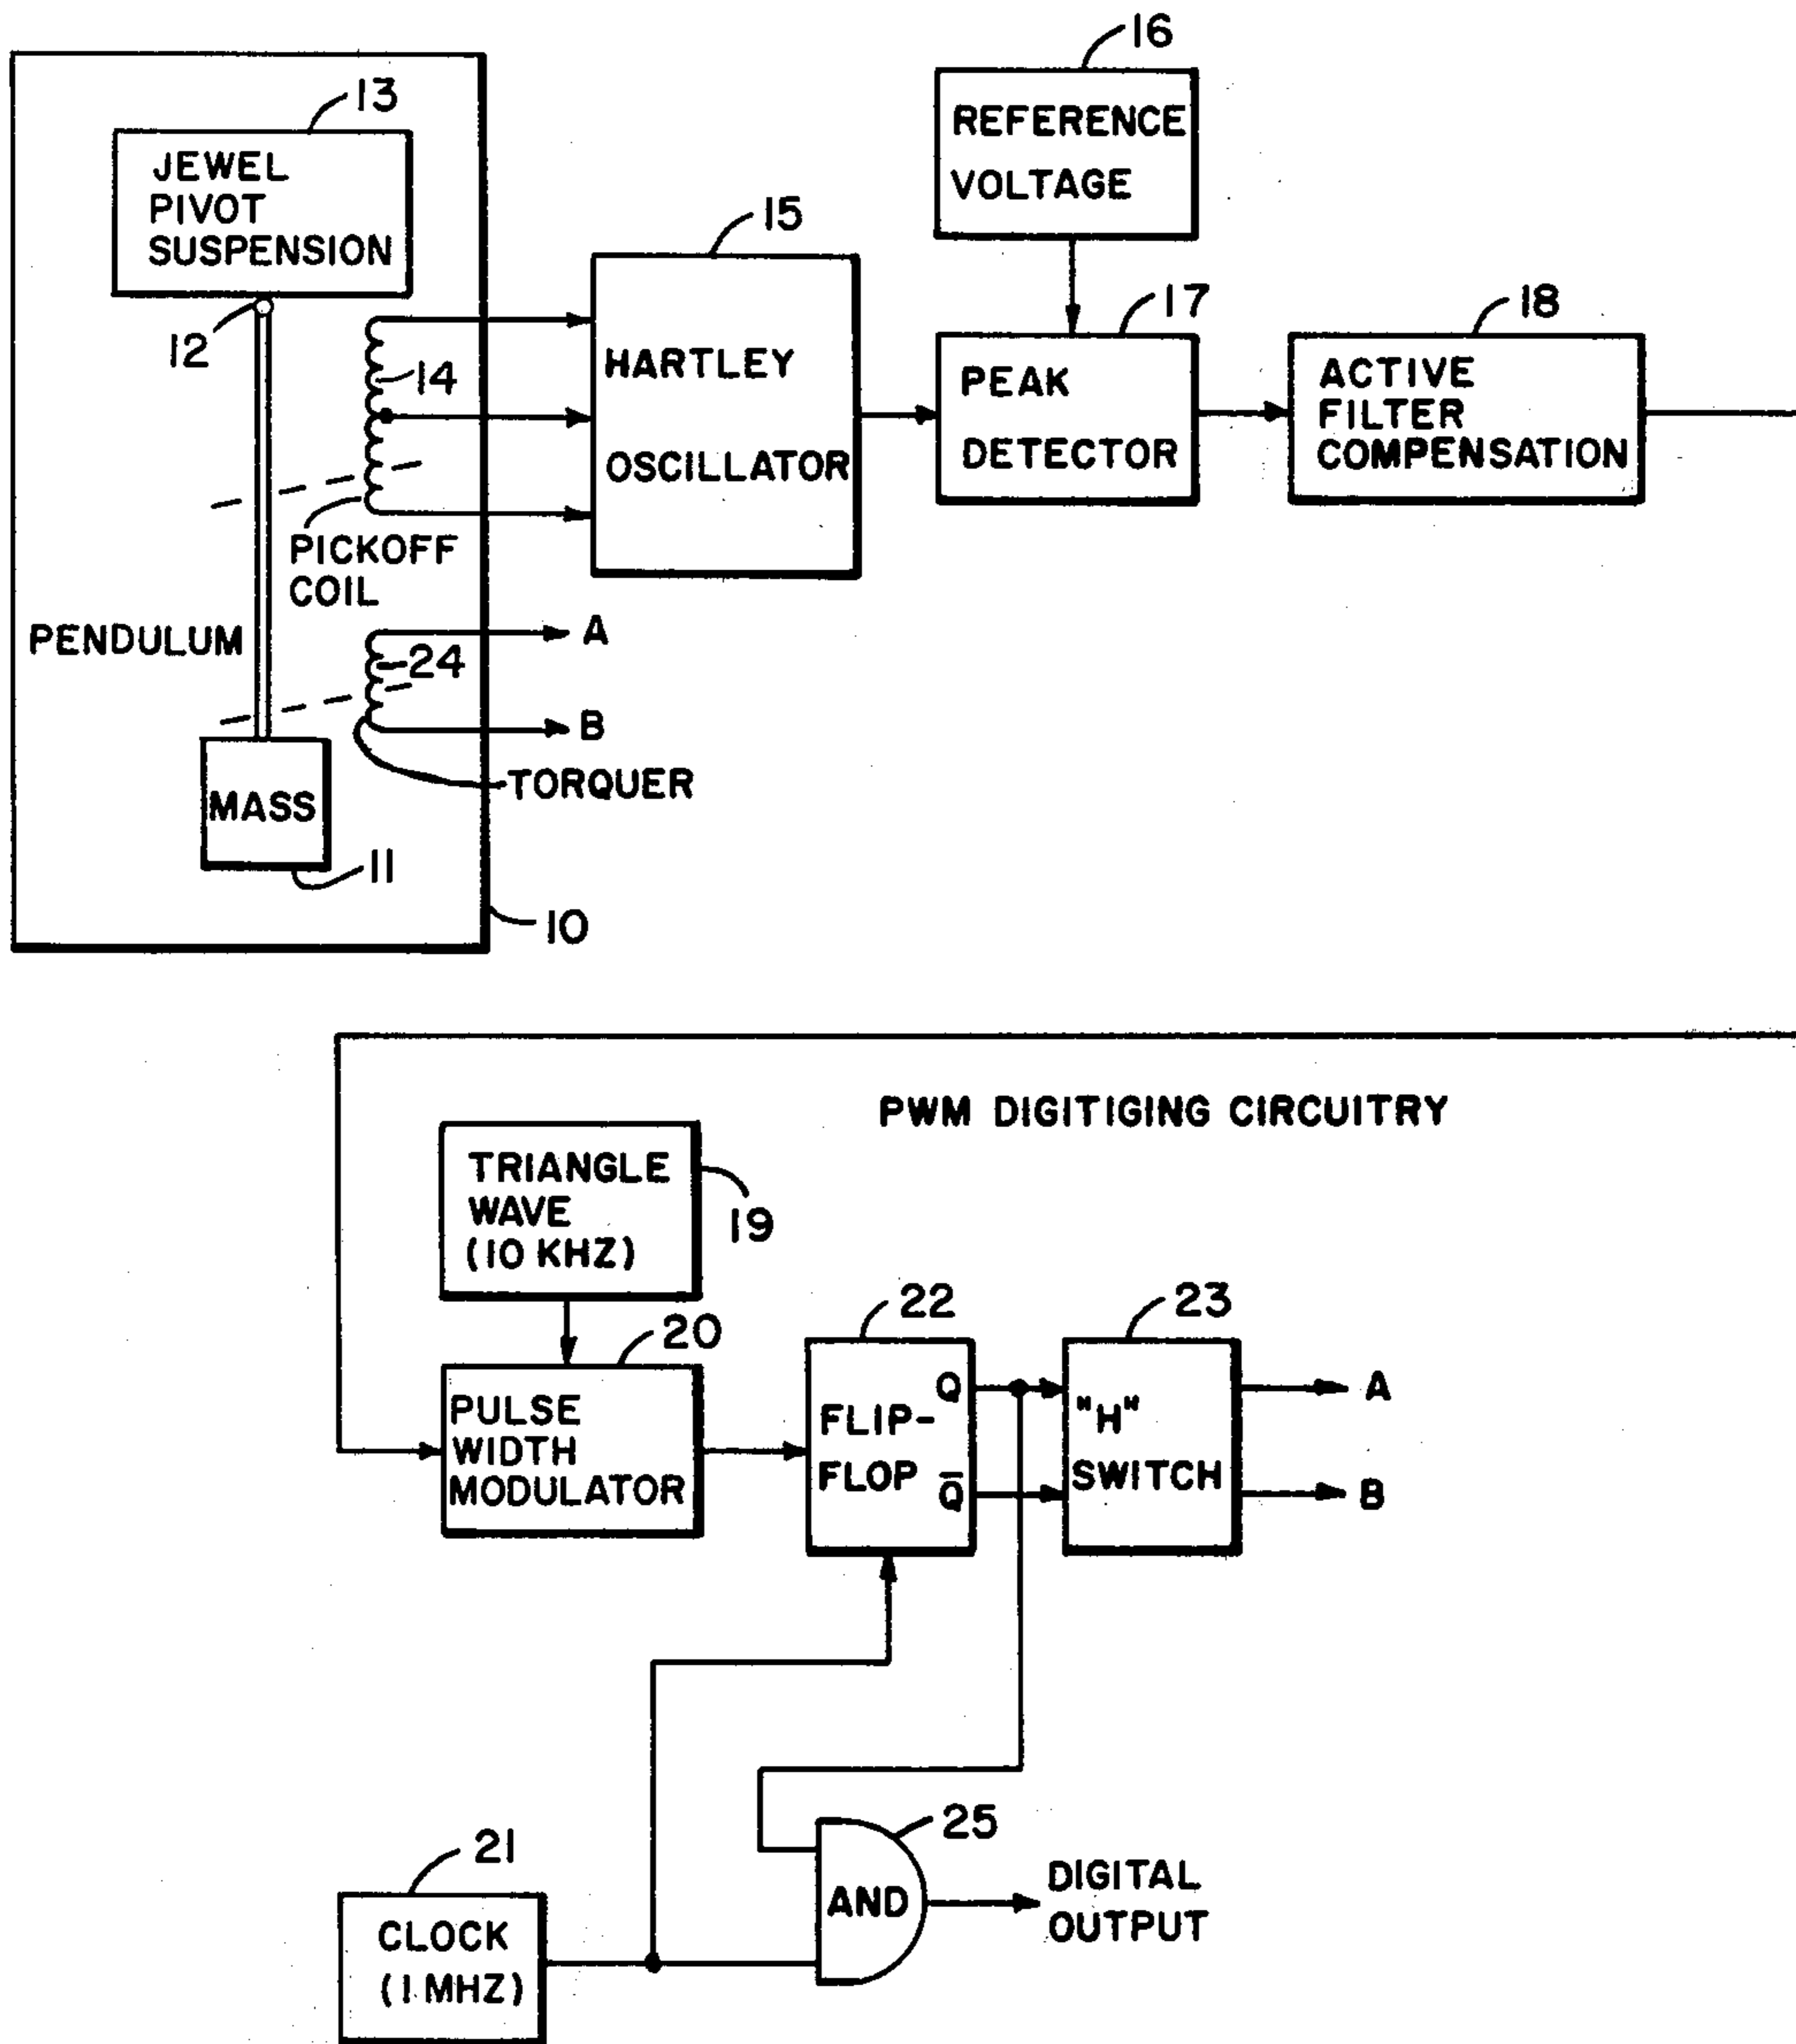 16
13
REFERENCE
VOLTAGE
JEWEL
PIVOT
SUSPENSION
15
12
14
HARTLEY
OSCILLATOR
17
PEAK
DETECTOR
18
ACTIVE
FILTER
COMPENSATION
PICKOFF
COIL
PENDULUM
24
A
B
TORQUER
MASS
11
10
PWM DIGITIGING CIRCUITRY
TRIANGLE
WAVE
(10 KHZ)
19
20
PULSE
WIDTH
MODULATOR
22
FLIP-
FLOP
Q
Q̅
23
"H"
SWITCH
A
B
25
AND
DIGITAL
OUTPUT
21
CLOCK
(1 MHZ)